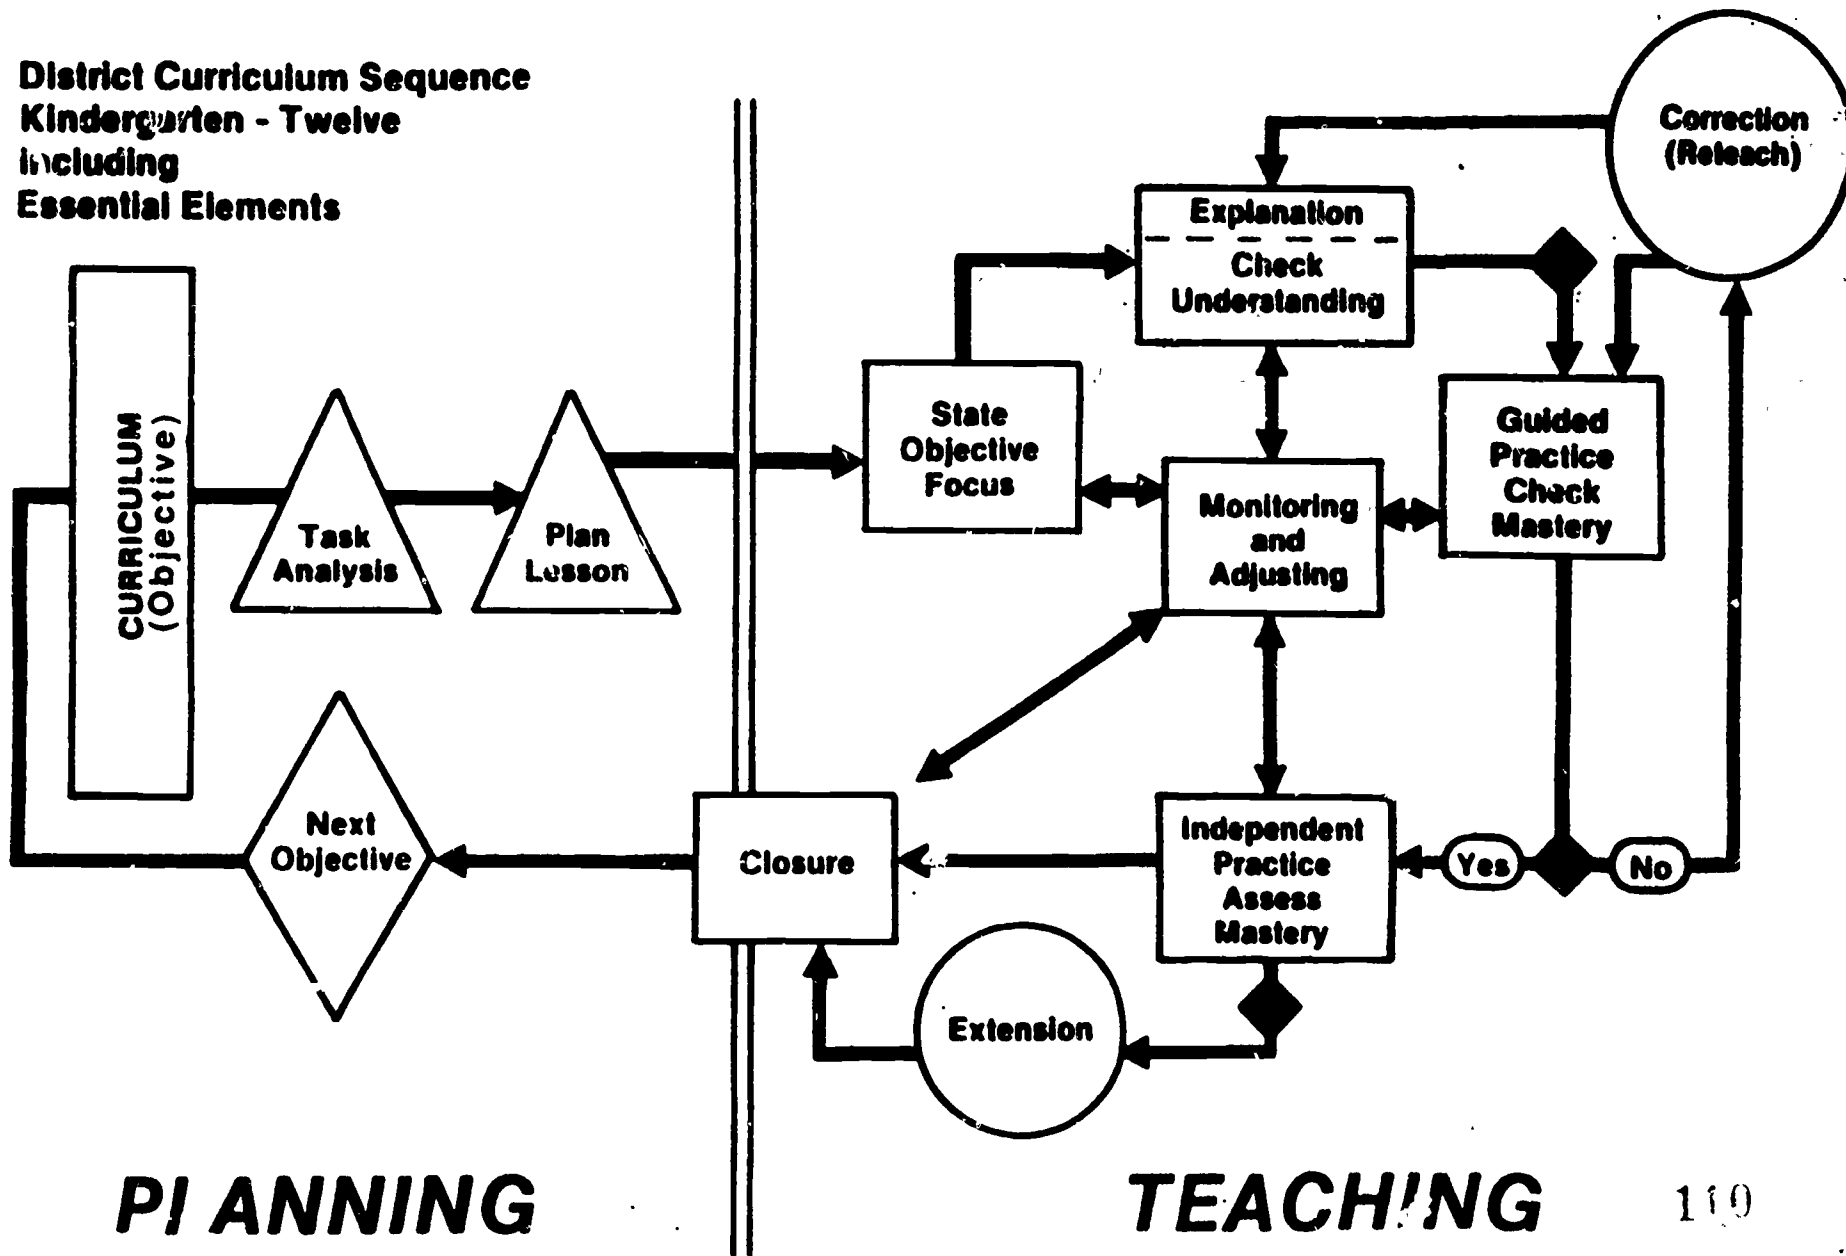 District Curriculum Sequence
Kindergarten - Twelve
including
Essential Elements
CURRICULUM
(Objective)
Task
Analysis
Plan
Lesson
Next
Objective
State
Objective
Focus
Explanation
Check
Understanding
Correction
(Reteach)
Monitoring
and
Adjusting
Guided
Practice
Check
Mastery
Closure
Independent
Practice
Assess
Mastery
Yes
No
Extension
PLANNING
TEACHING